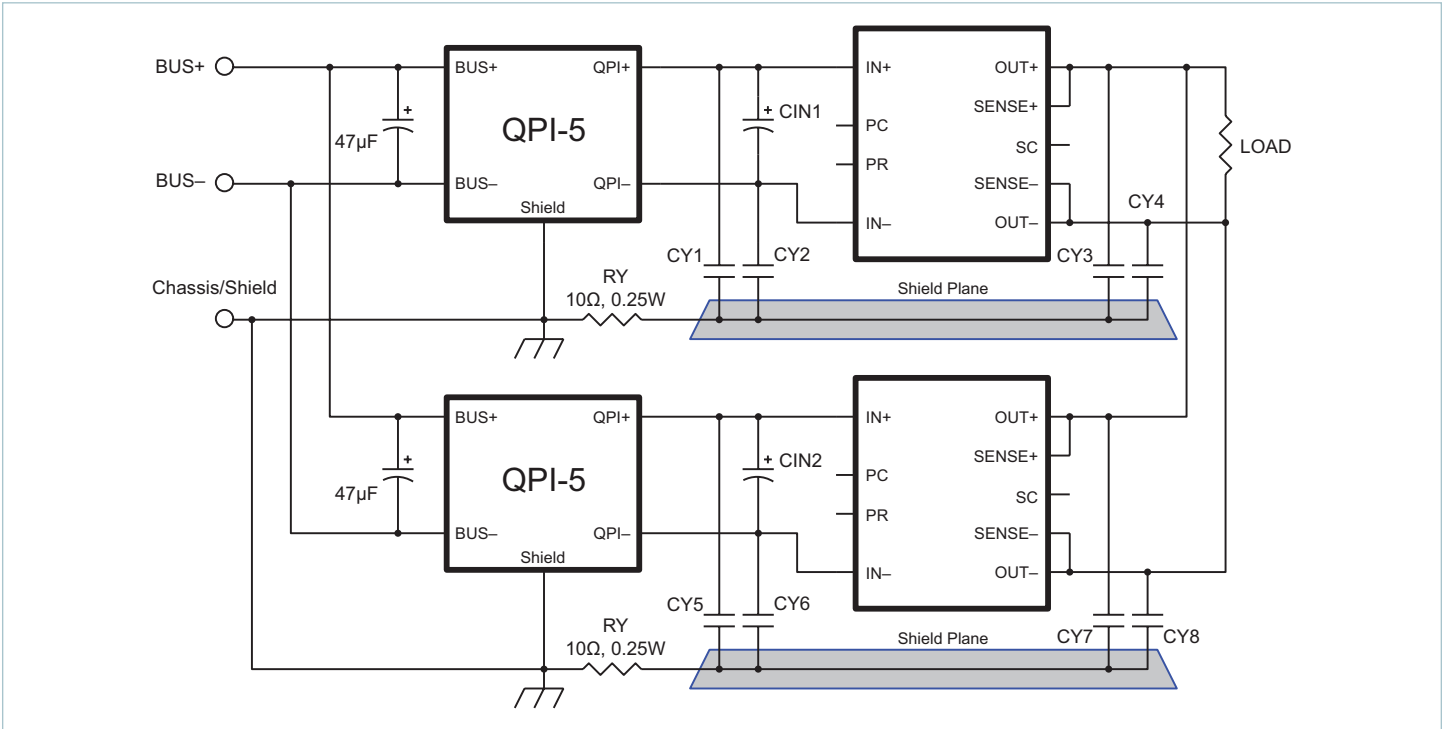 BUS+
BUS–
Chassis/Shield
47µF
+
BUS+
QPI+
QPI-5
BUS–
QPI–
Shield
+
CIN1
IN+
OUT+
SENSE+
PC
SC
PR
SENSE–
IN–
OUT–
LOAD
CY1
CY2
CY3
CY4
RY
10Ω, 0.25W
Shield Plane
47µF
+
BUS+
QPI+
QPI-5
BUS–
QPI–
Shield
+
CIN2
IN+
OUT+
SENSE+
PC
SC
PR
SENSE–
IN–
OUT–
CY5
CY6
CY7
CY8
RY
10Ω, 0.25W
Shield Plane